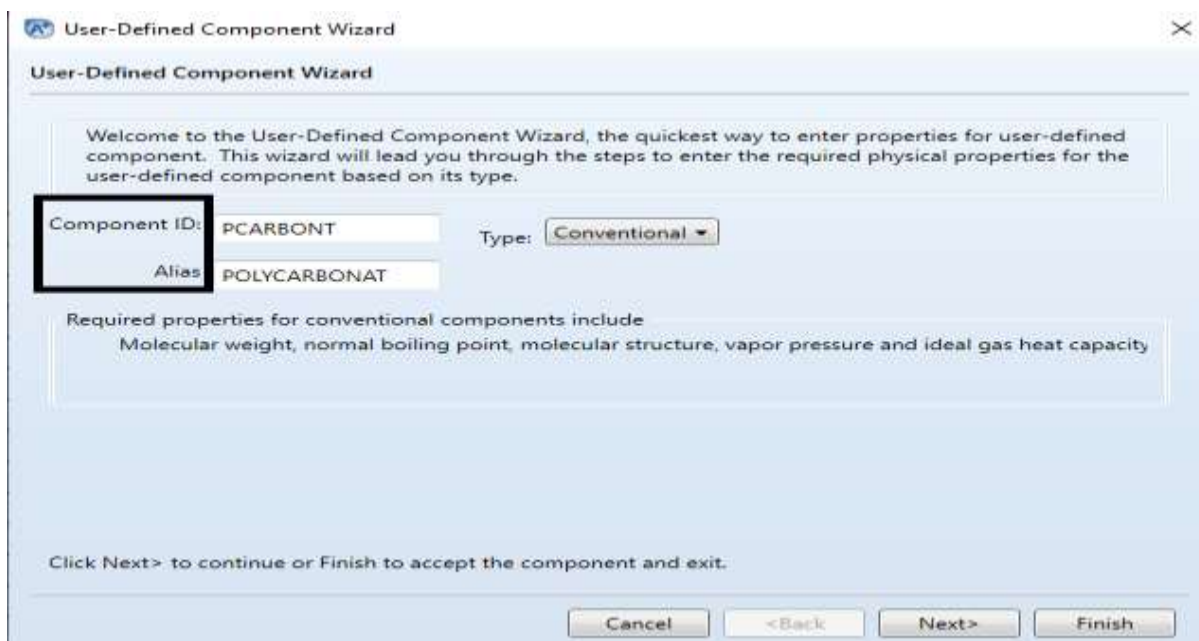 User-Defined Component Wizard
User-Defined Component Wizard
Welcome to the User-Defined Component Wizard, the quickest way to enter properties for user-defined
component. This wizard will lead you through the steps to enter the required physical properties for the
user-defined component based on its type.
Component ID: PCARBONT Type: Conventional
Alias POLYCARBONAT
Required properties for conventional components include
Molecular weight, normal boiling point, molecular structure, vapor pressure and ideal gas heat capacity
Click Next> to continue or Finish to accept the component and exit.
Cancel <Back Next> Finish